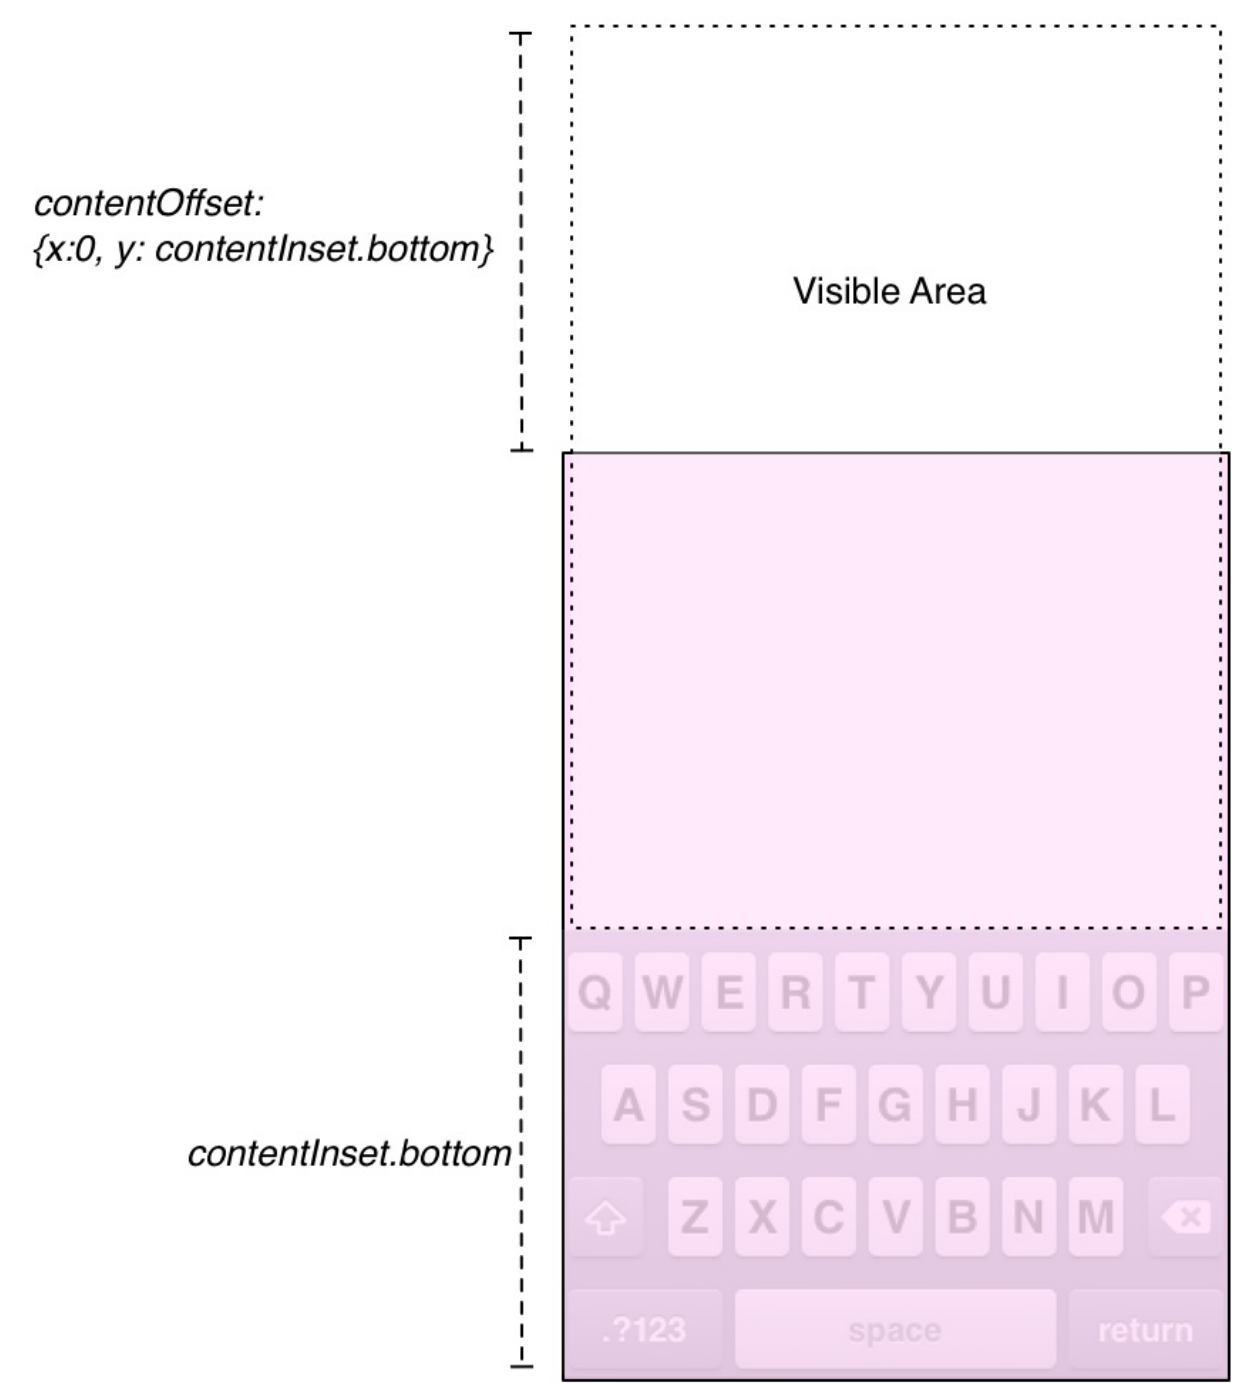 contentOffset:
{x:0, y: contentInset.bottom}
Visible Area
Q W E R T Y U I O P
A S D F G H J K L
contentInset.bottom
Z X C V B N M
.?123 space return